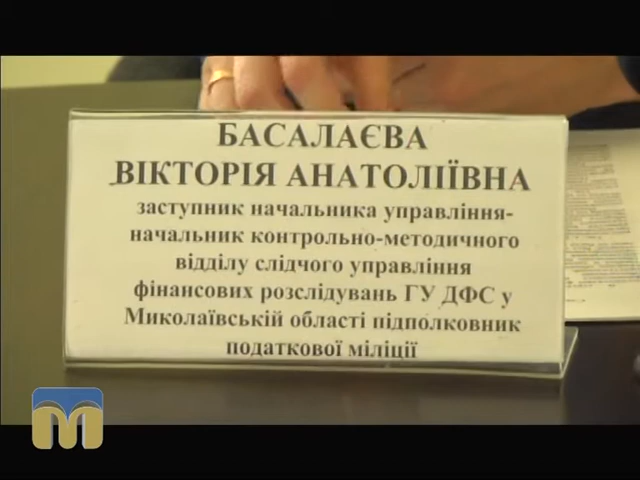 БАСАЛАЄВА
ВІКТОРІЯ АНАТОЛІЇВНА
заступник начальника управління-
начальник контрольно-методичного
відділу слідчого управління
фінансових розслідувань ГУ ДФС у
Миколаївській області підполковник
податкової міліції